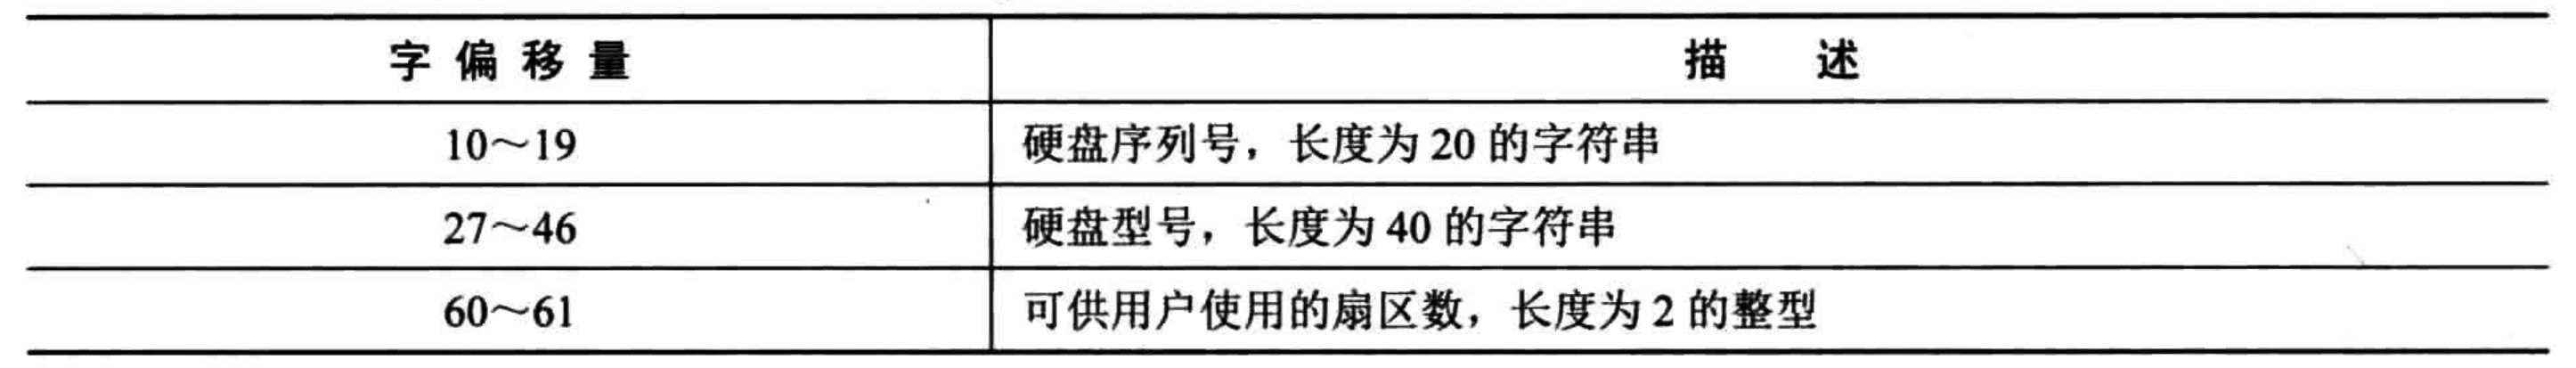 字偏移量 描述
10～19 硬盘序列号，长度为 20 的字符串
27～46 硬盘型号，长度为 40 的字符串
60～61 可供用户使用的扇区数，长度为 2 的整型